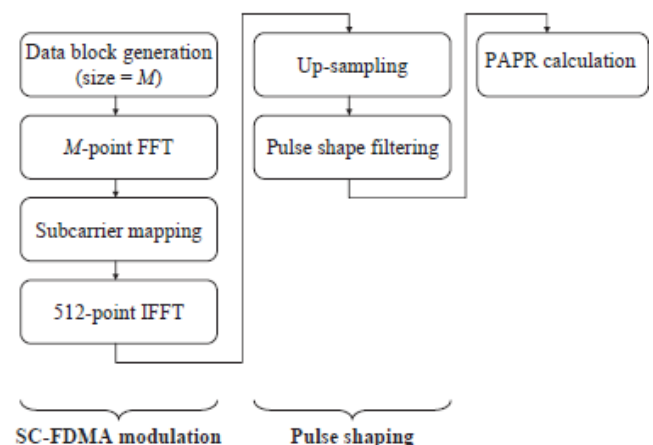 Data block generation
(size = M)
M-point FFT
Subcarrier mapping
512-point IFFT
SC-FDMA modulation
Up-sampling
Pulse shape filtering
Pulse shaping
PAPR calculation